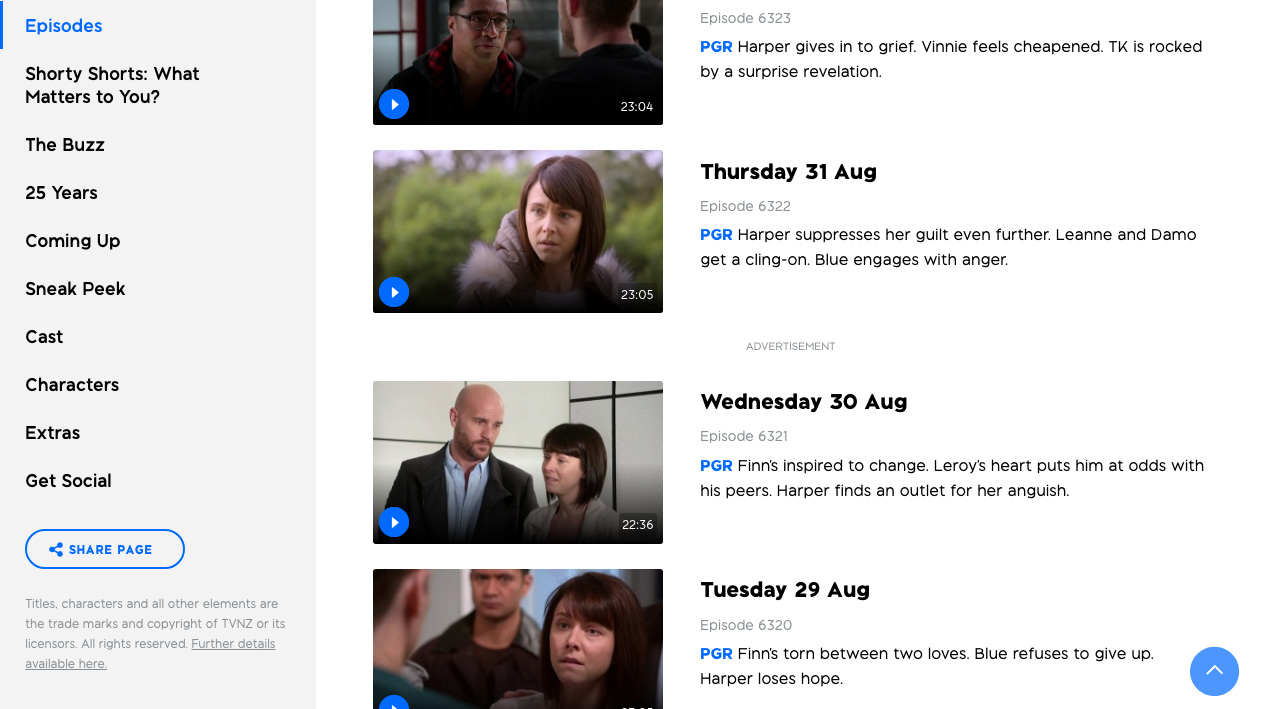 Episodes
Shorty Shorts: What
Matters to You?
The Buzz
25 Years
Coming Up
Sneak Peek
Cast
Characters
Extras
Get Social
SHARE PAGE
Titles, characters and all other elements are
the trade marks and copyright of TVNZ or its
licensors. All rights reserved. Further details
available here.
23:04
Episode 6323
PGR Harper gives in to grief. Vinnie feels cheapened. TK is rocked
by a surprise revelation.
23:05
Thursday 31 Aug
Episode 6322
PGR Harper suppresses her guilt even further. Leanne and Damo
get a cling-on. Blue engages with anger.
ADVERTISEMENT
22:36
Wednesday 30 Aug
Episode 6321
PGR Finn's inspired to change. Leroy's heart puts him at odds with
his peers. Harper finds an outlet for her anguish.
Tuesday 29 Aug
Episode 6320
PGR Finn's torn between two loves. Blue refuses to give up.
Harper loses hope.